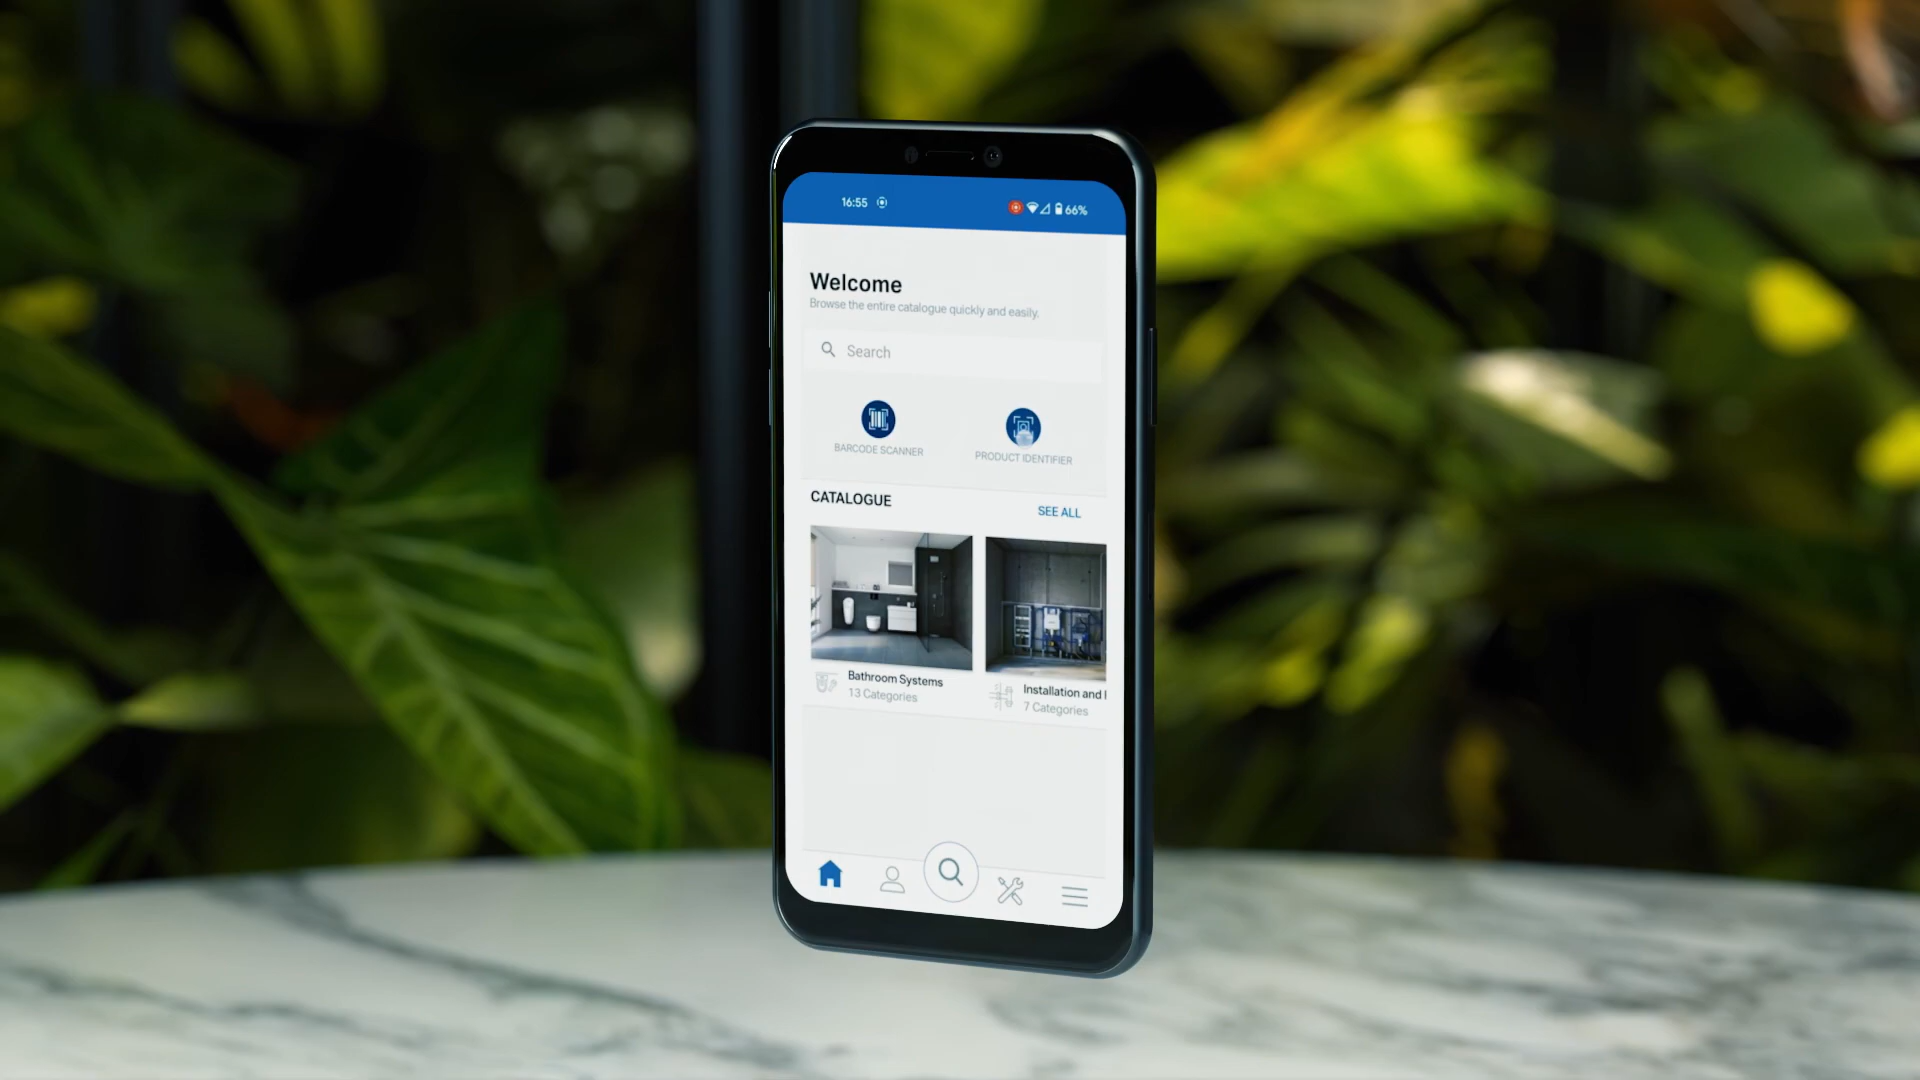 16:55
66%
Welcome
Browse the entire catalogue quickly and easily.
Search
BARCODE SCANNER
PRODUCT IDENTIFIER
CATALOGUE
SEE ALL
Bathroom Systems
13 Categories
Installation and
7 Categories